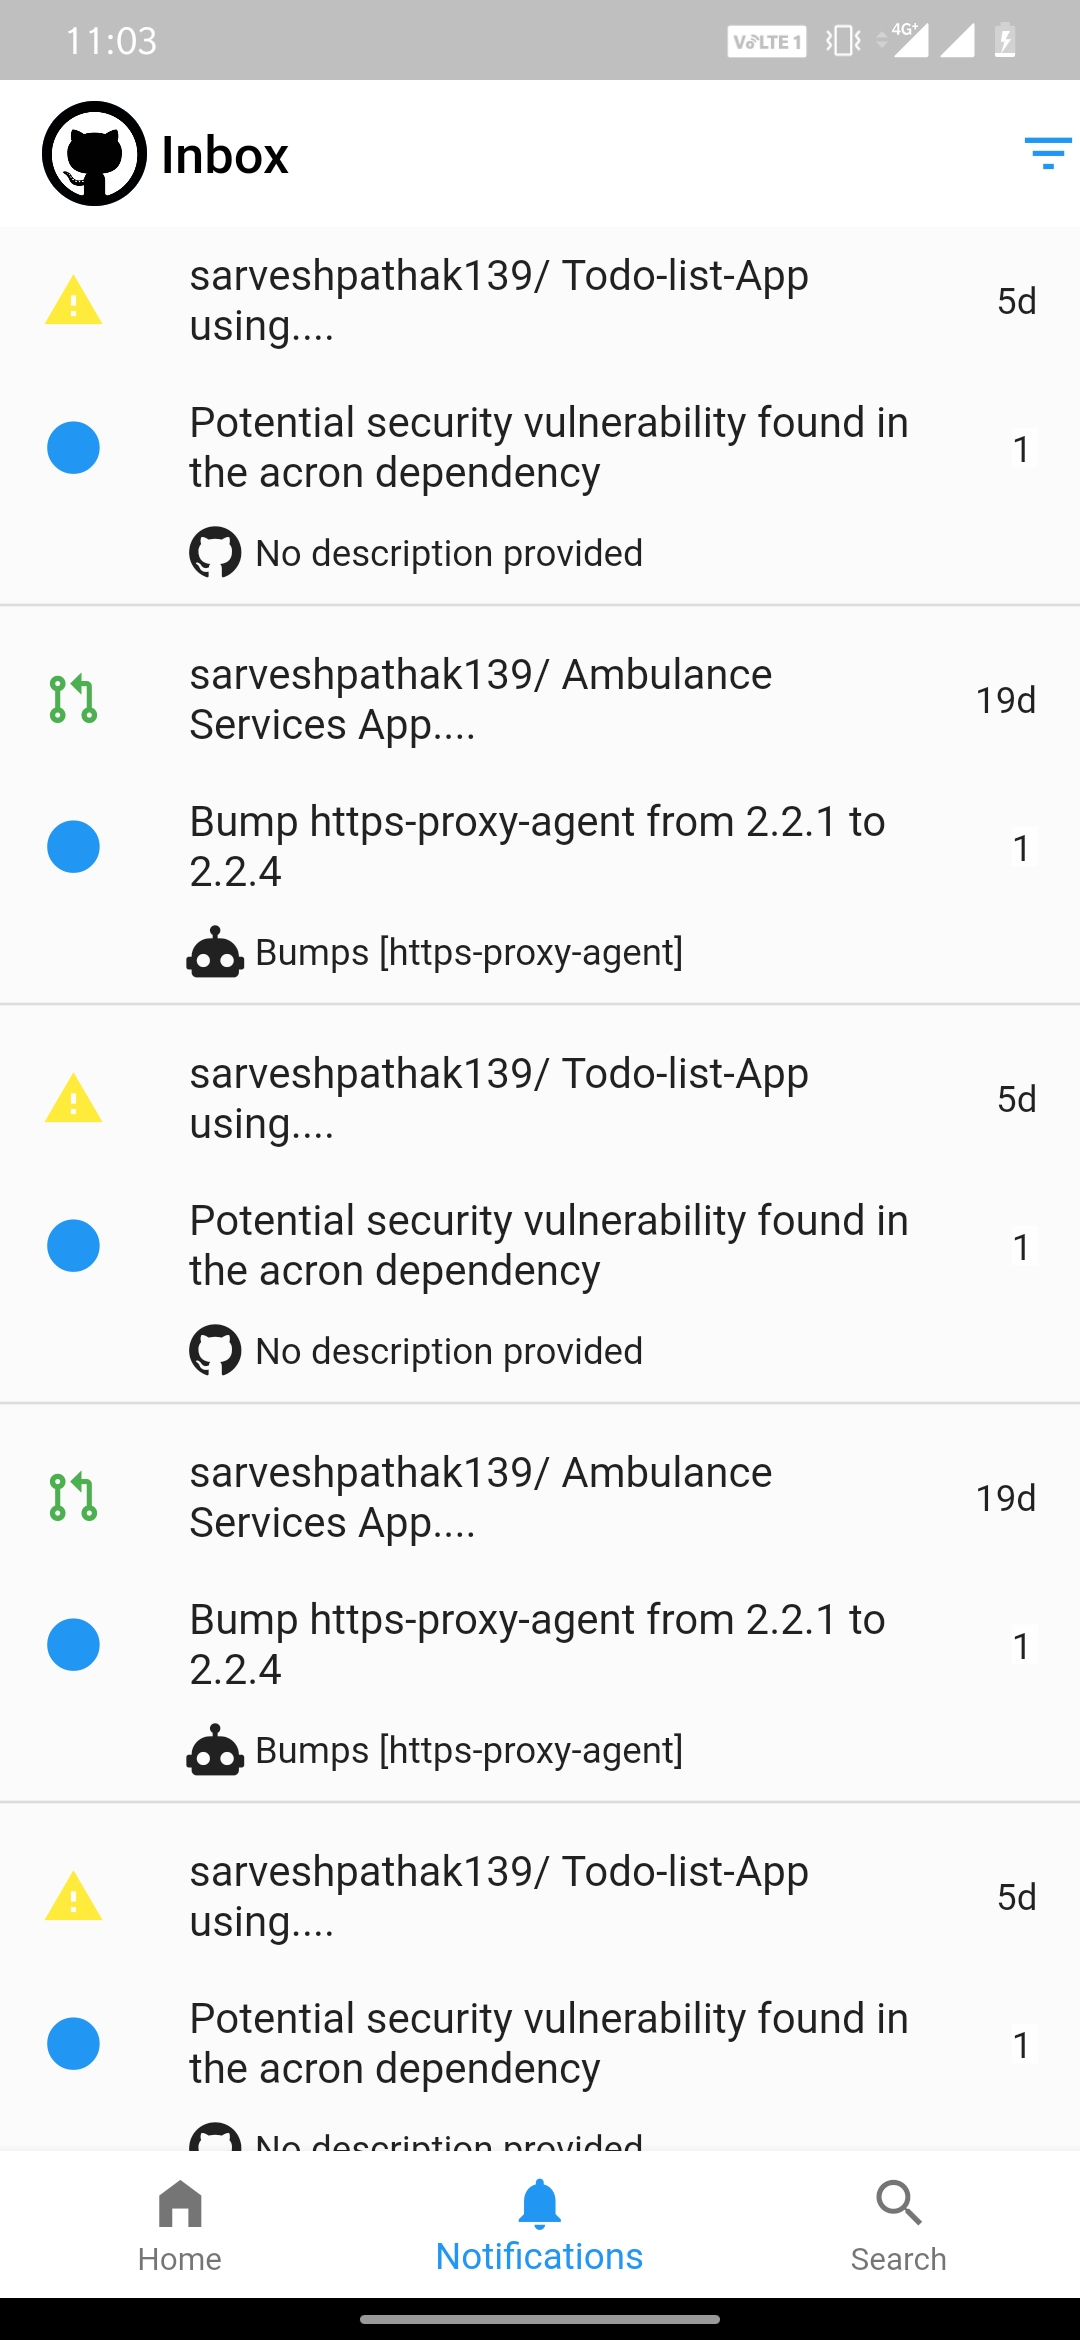 11:03
VoLTE 1
4G+
Inbox
sarveshpathak139/ Todo-list-App
using....
5d
Potential security vulnerability found in
the acron dependency
1
No description provided
sarveshpathak139/ Ambulance
Services App....
19d
Bump https-proxy-agent from 2.2.1 to
2.2.4
1
Bumps [https-proxy-agent]
sarveshpathak139/ Todo-list-App
using....
5d
Potential security vulnerability found in
the acron dependency
1
No description provided
sarveshpathak139/ Ambulance
Services App....
19d
Bump https-proxy-agent from 2.2.1 to
2.2.4
1
Bumps [https-proxy-agent]
sarveshpathak139/ Todo-list-App
using....
5d
Potential security vulnerability found in
the acron dependency
1
No description provided
Home
Notifications
Search